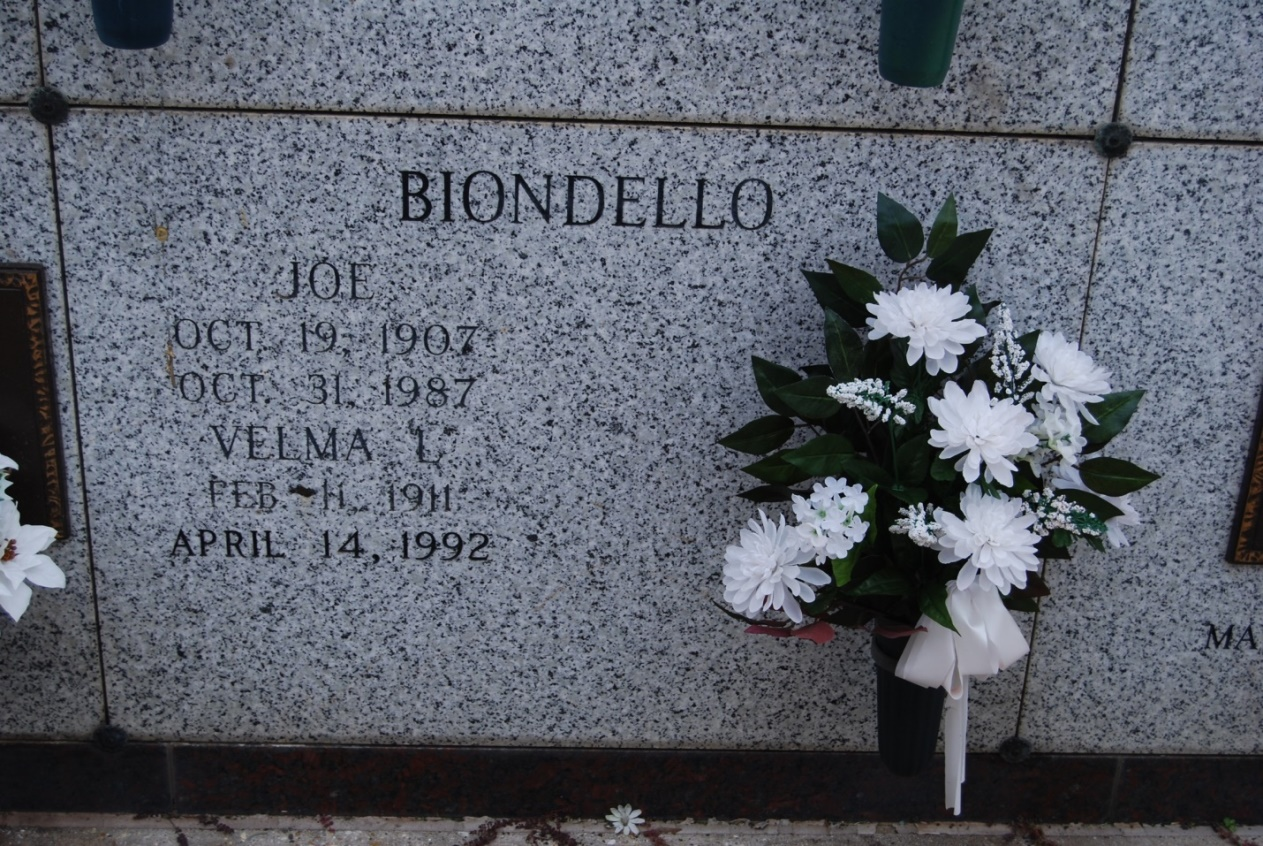 BIONDELLO
JOE
OCT. 19, 1907
OCT. 31, 1987
VELMA L.
FEB. 11, 1911
APRIL 14, 1992
MA